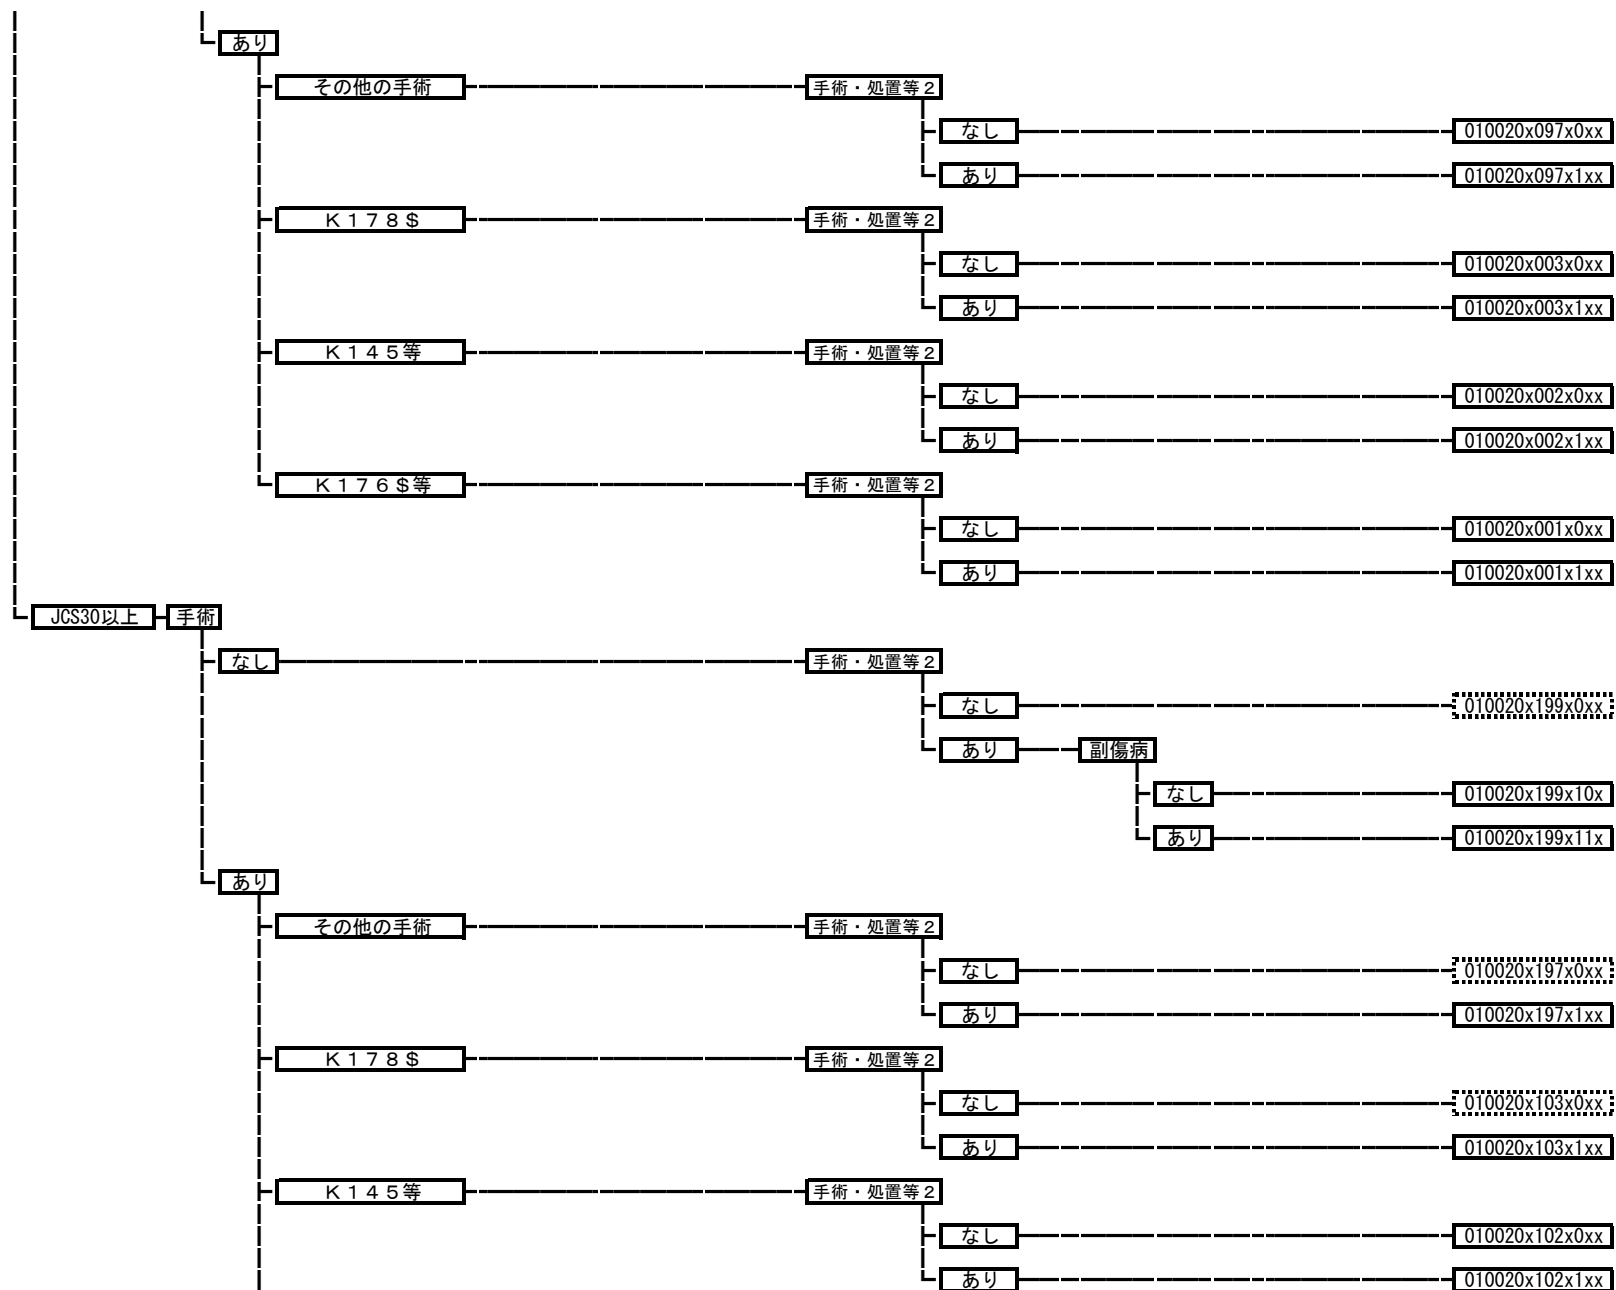 あり
その他の手術 手術・処置等２
なし 010020x097x0xx
あり 010020x097x1xx
Ｋ１７８＄ 手術・処置等２
なし 010020x003x0xx
あり 010020x003x1xx
Ｋ１４５等 手術・処置等２
なし 010020x002x0xx
あり 010020x002x1xx
Ｋ１７６＄等 手術・処置等２
なし 010020x001x0xx
あり 010020x001x1xx
JCS30以上 手術
なし 手術・処置等２
なし 010020x199x0xx
あり 副傷病
なし 010020x199x10x
あり 010020x199x11x
あり
その他の手術 手術・処置等２
なし 010020x197x0xx
あり 010020x197x1xx
Ｋ１７８＄ 手術・処置等２
なし 010020x103x0xx
あり 010020x103x1xx
Ｋ１４５等 手術・処置等２
なし 010020x102x0xx
あり 010020x102x1xx